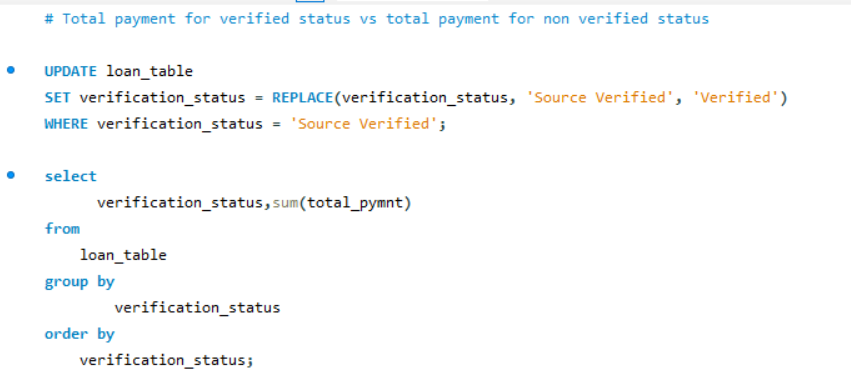 # Total payment for verified status vs total payment for non verified status
UPDATE loan_table
SET verification_status = REPLACE(verification_status, 'Source Verified', 'Verified')
WHERE verification_status = 'Source Verified';
select
verification_status,sum(total_pymnt)
from
loan_table
group by
verification_status
order by
verification_status;